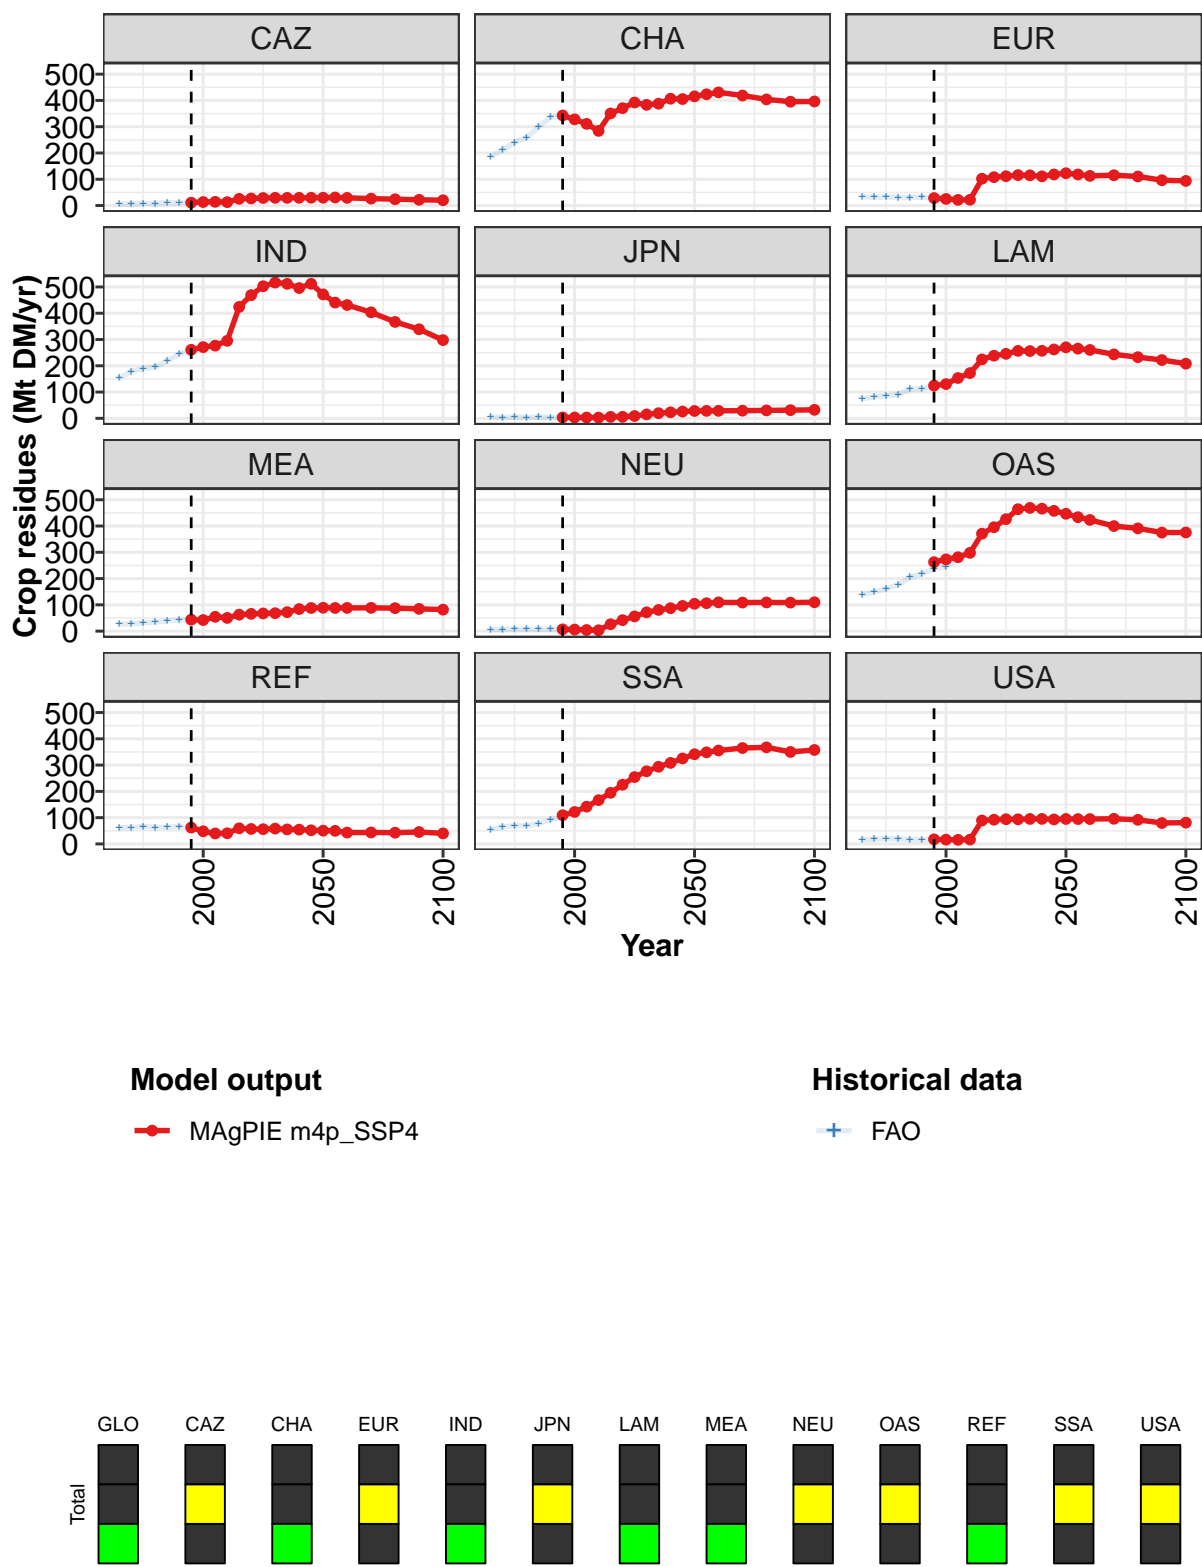 CAZ CHA EUR
500
400
300
200
100
0
IND JPN LAM
500
400
300
200
100
0
MEA NEU OAS
500
400
300
200
100
0
REF SSA USA
500
400
300
200
100
0
Crop residues (Mt DM/yr)
2000 2050 2100 2000 2050 2100 2000 2050 2100
Year
Model output Historical data
MAgPIE m4p_SSP4 FAO
GLO CAZ CHA EUR IND JPN LAM MEA NEU OAS REF SSA USA
Total